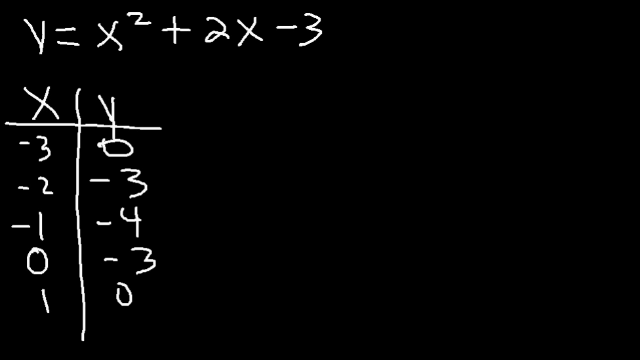 y = x² + 2x - 3
x | y
-3 | 0
-2 | -3
-1 | -4
0 | -3
1 | 0